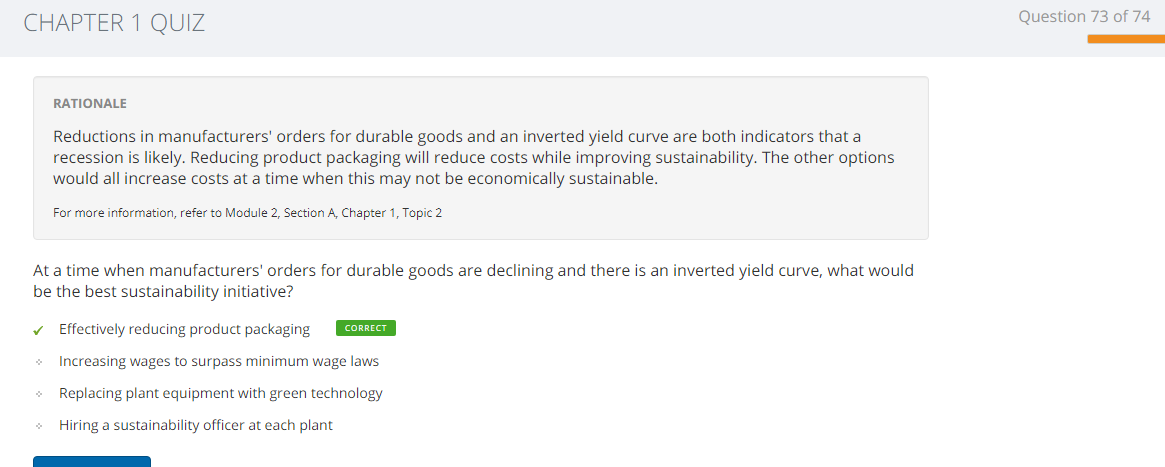 CHAPTER 1 QUIZ
Question 73 of 74
RATIONALE
Reductions in manufacturers' orders for durable goods and an inverted yield curve are both indicators that a
recession is likely. Reducing product packaging will reduce costs while improving sustainability. The other options
would all increase costs at a time when this may not be economically sustainable.
For more information, refer to Module 2, Section A, Chapter 1, Topic 2
At a time when manufacturers' orders for durable goods are declining and there is an inverted yield curve, what would
be the best sustainability initiative?
Effectively reducing product packaging CORRECT
Increasing wages to surpass minimum wage laws
Replacing plant equipment with green technology
Hiring a sustainability officer at each plant